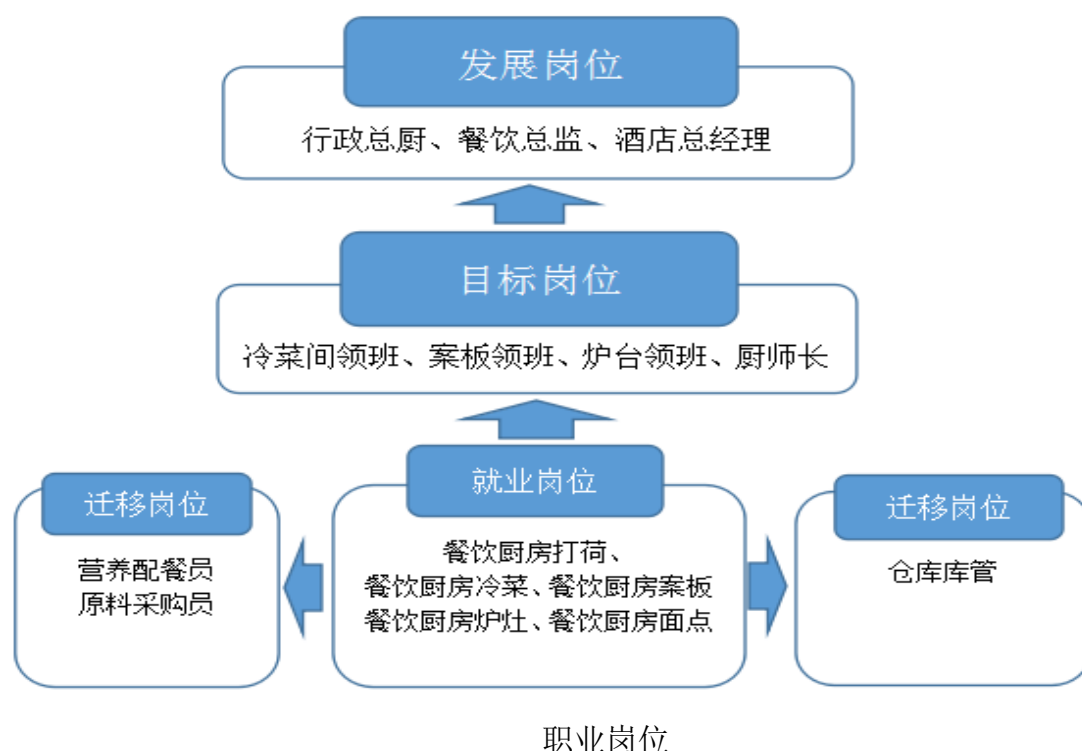 发展岗位
行政总厨、餐饮总监、酒店总经理
目标岗位
冷菜间领班、案板领班、炉台领班、厨师长
就业岗位
餐饮厨房打荷、
餐饮厨房冷菜、餐饮厨房案板
餐饮厨房炉灶、餐饮厨房面点
迁移岗位
营养配餐员
原料采购员
迁移岗位
仓库库管
职业岗位